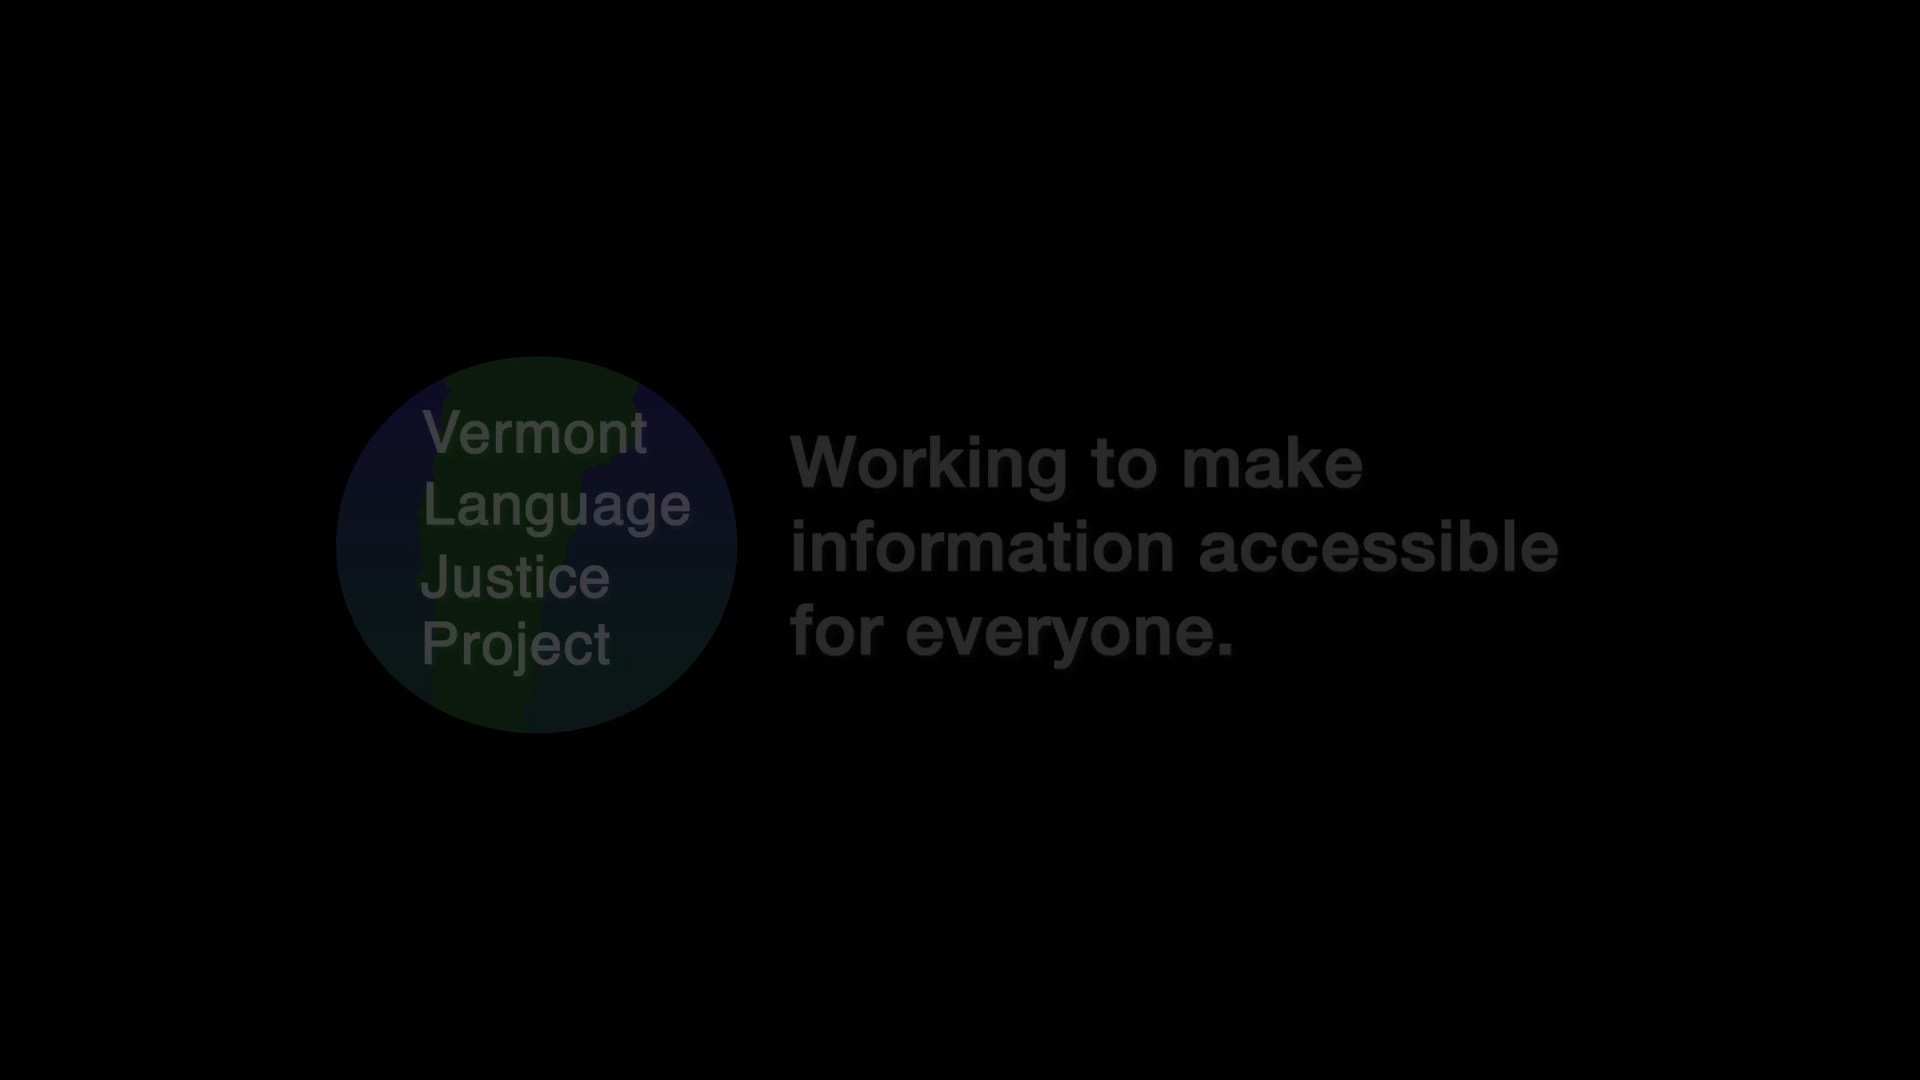 Vermont
Language
Justice
Project
Working to make
information accessible
for everyone.